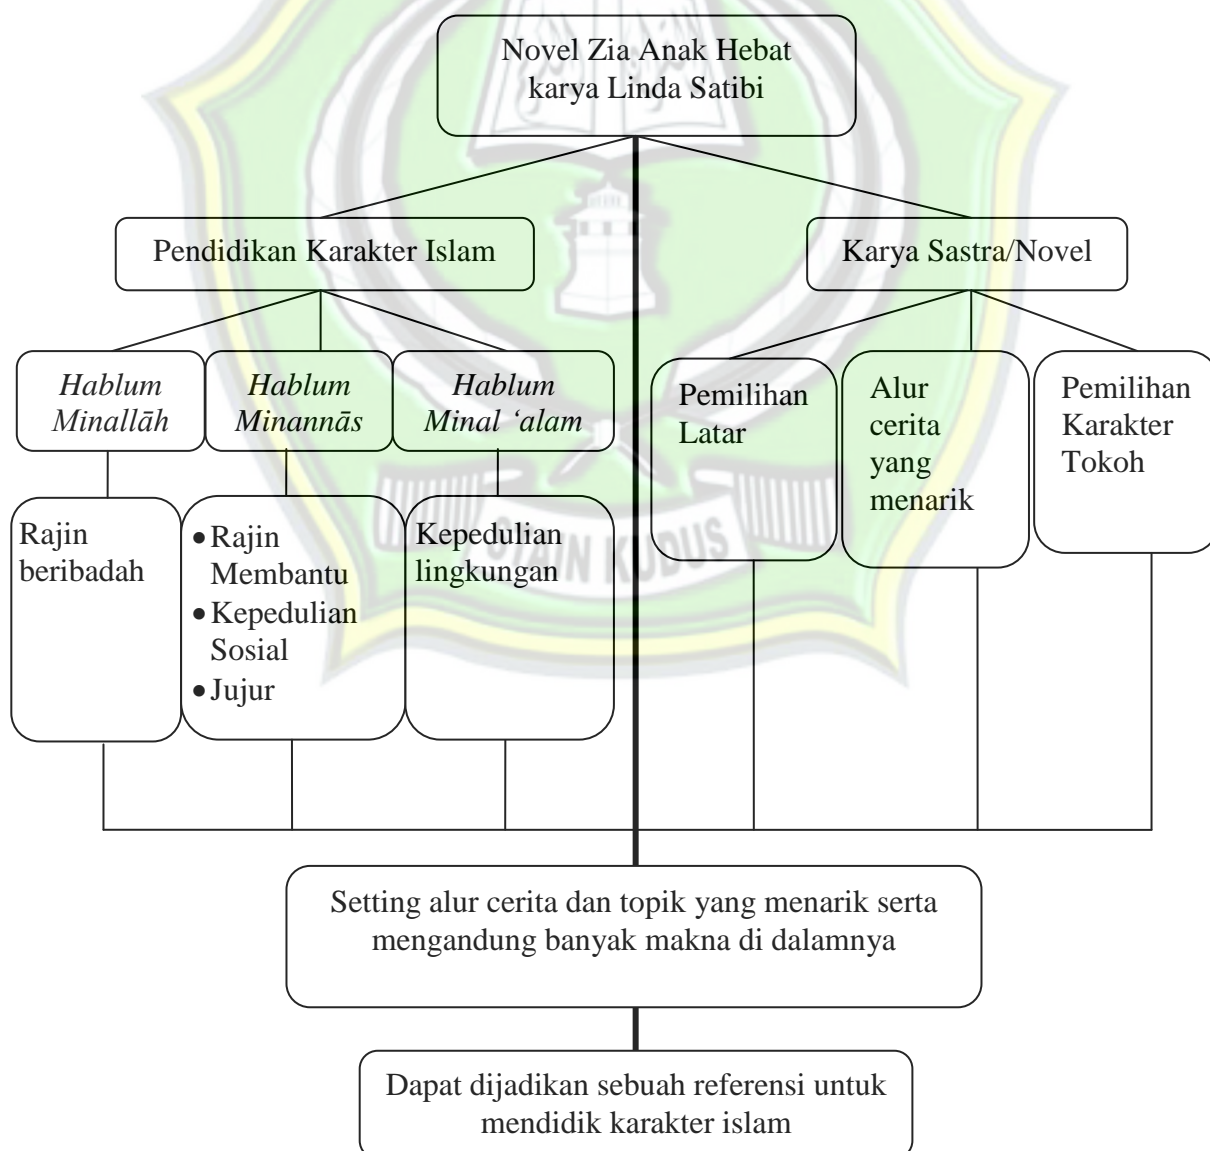 Novel Zia Anak Hebat
karya Linda Satibi
Pendidikan Karakter Islam
Karya Sastra/Novel
Hablum
Minallāh
Hablum
Minannās
Hablum
Minal ‘alam
Pemilihan
Latar
Alur
cerita
yang
menarik
Pemilihan
Karakter
Tokoh
Rajin
beribadah
•Rajin
Membantu
•Kepedulian
Sosial
•Jujur
Kepedulian
lingkungan
STAIN KUDUS
Setting alur cerita dan topik yang menarik serta
mengandung banyak makna di dalamnya
Dapat dijadikan sebuah referensi untuk
mendidik karakter islam